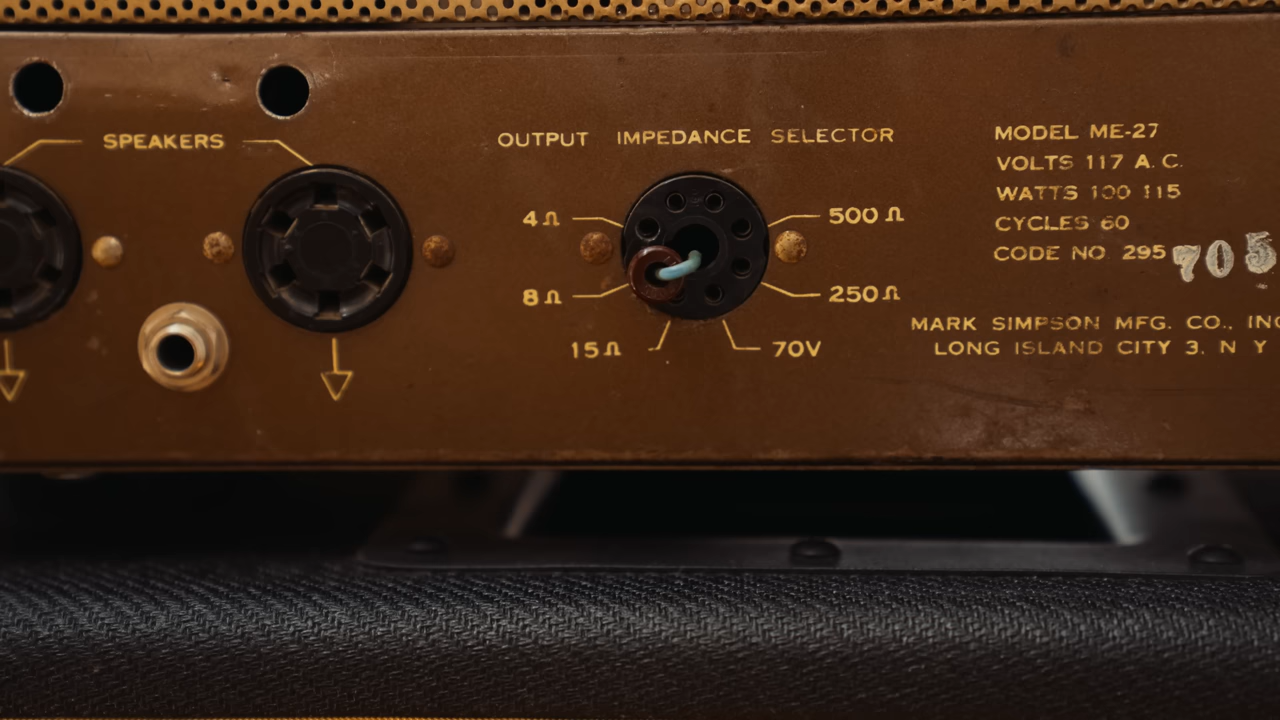 SPEAKERS
OUTPUT IMPEDANCE SELECTOR
4Ω
500Ω
8Ω
250Ω
15Ω
70V
MODEL ME-27
VOLTS 117 A.C.
WATTS 100 115
CYCLES 60
CODE NO. 295 705
MARK SIMPSON MFG. CO., INC
LONG ISLAND CITY 3, N Y